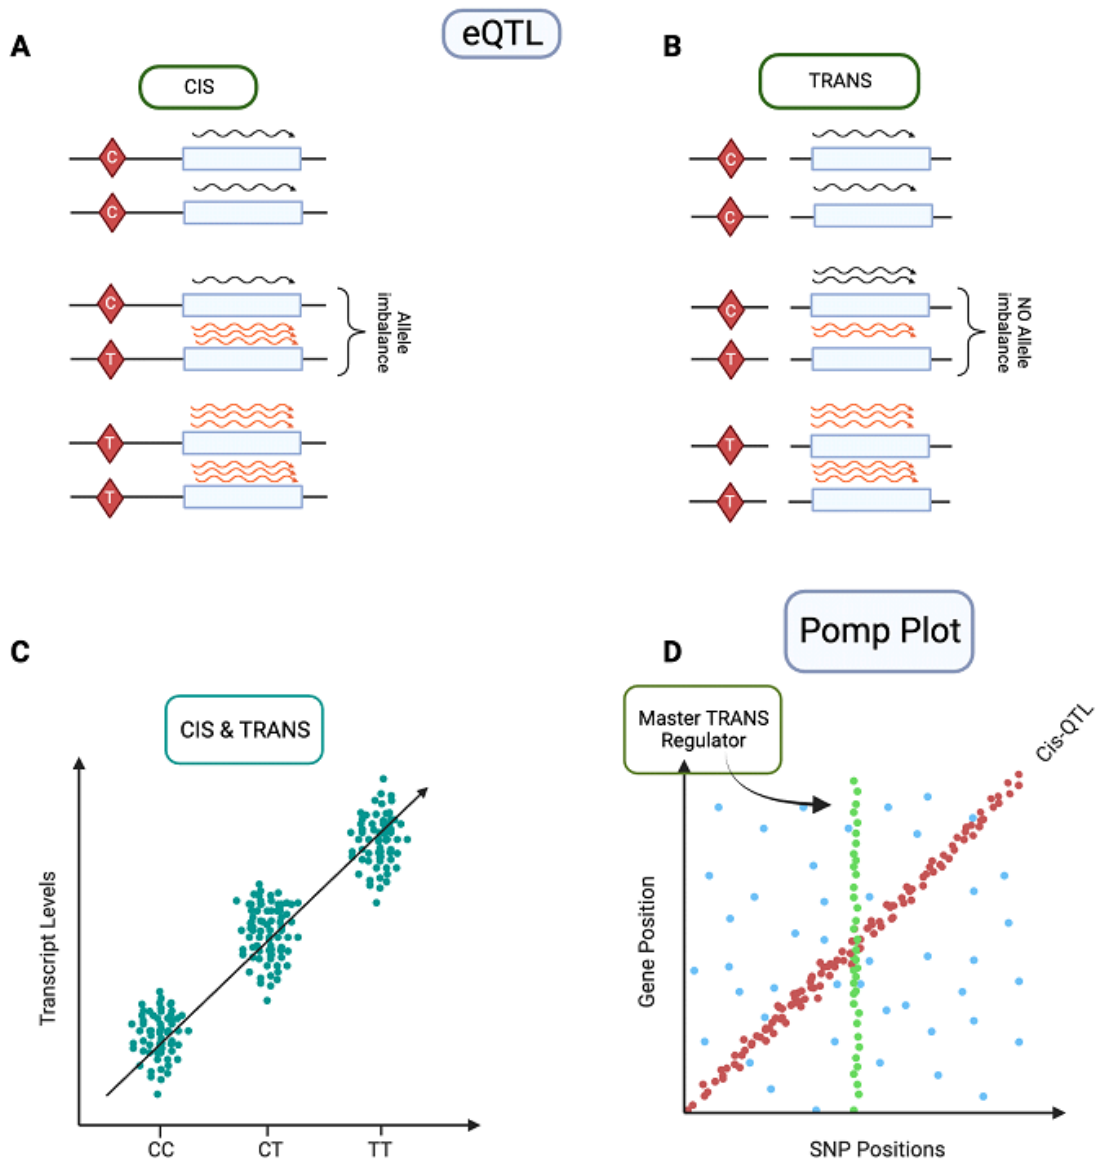 eQTL
A
CIS
C
C
C
T
Allele
imbalance
T
T
B
TRANS
C
C
C
T
NO Allele
imbalance
T
T
C
CIS & TRANS
Transcript Levels
CC
CT
TT
Pomp Plot
D
Master TRANS
Regulator
Cis-QTL
Gene Position
SNP Positions